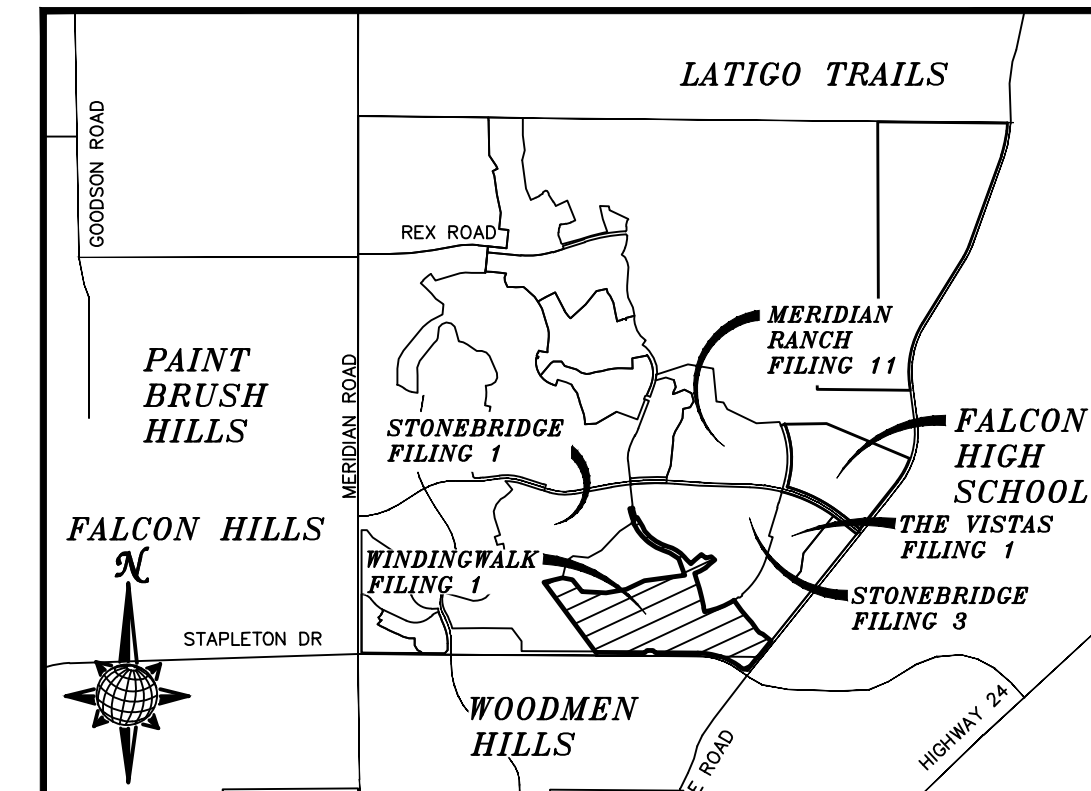 LATIGO TRAILS
GOODSON ROAD
REX ROAD
MERIDIAN
RANCH
FILING 11
PAINT
BRUSH
HILLS
MERIDIAN ROAD
STONEBRIDGE
FILING 1
FALCON
HIGH
SCHOOL
FALCON HILLS
THE VISTAS
FILING 1
WINDINGWALK
FILING 1
N
STONEBRIDGE
FILING 3
STAPLETON DR
WOODMEN
HILLS
HIGHWAY 24
ROAD